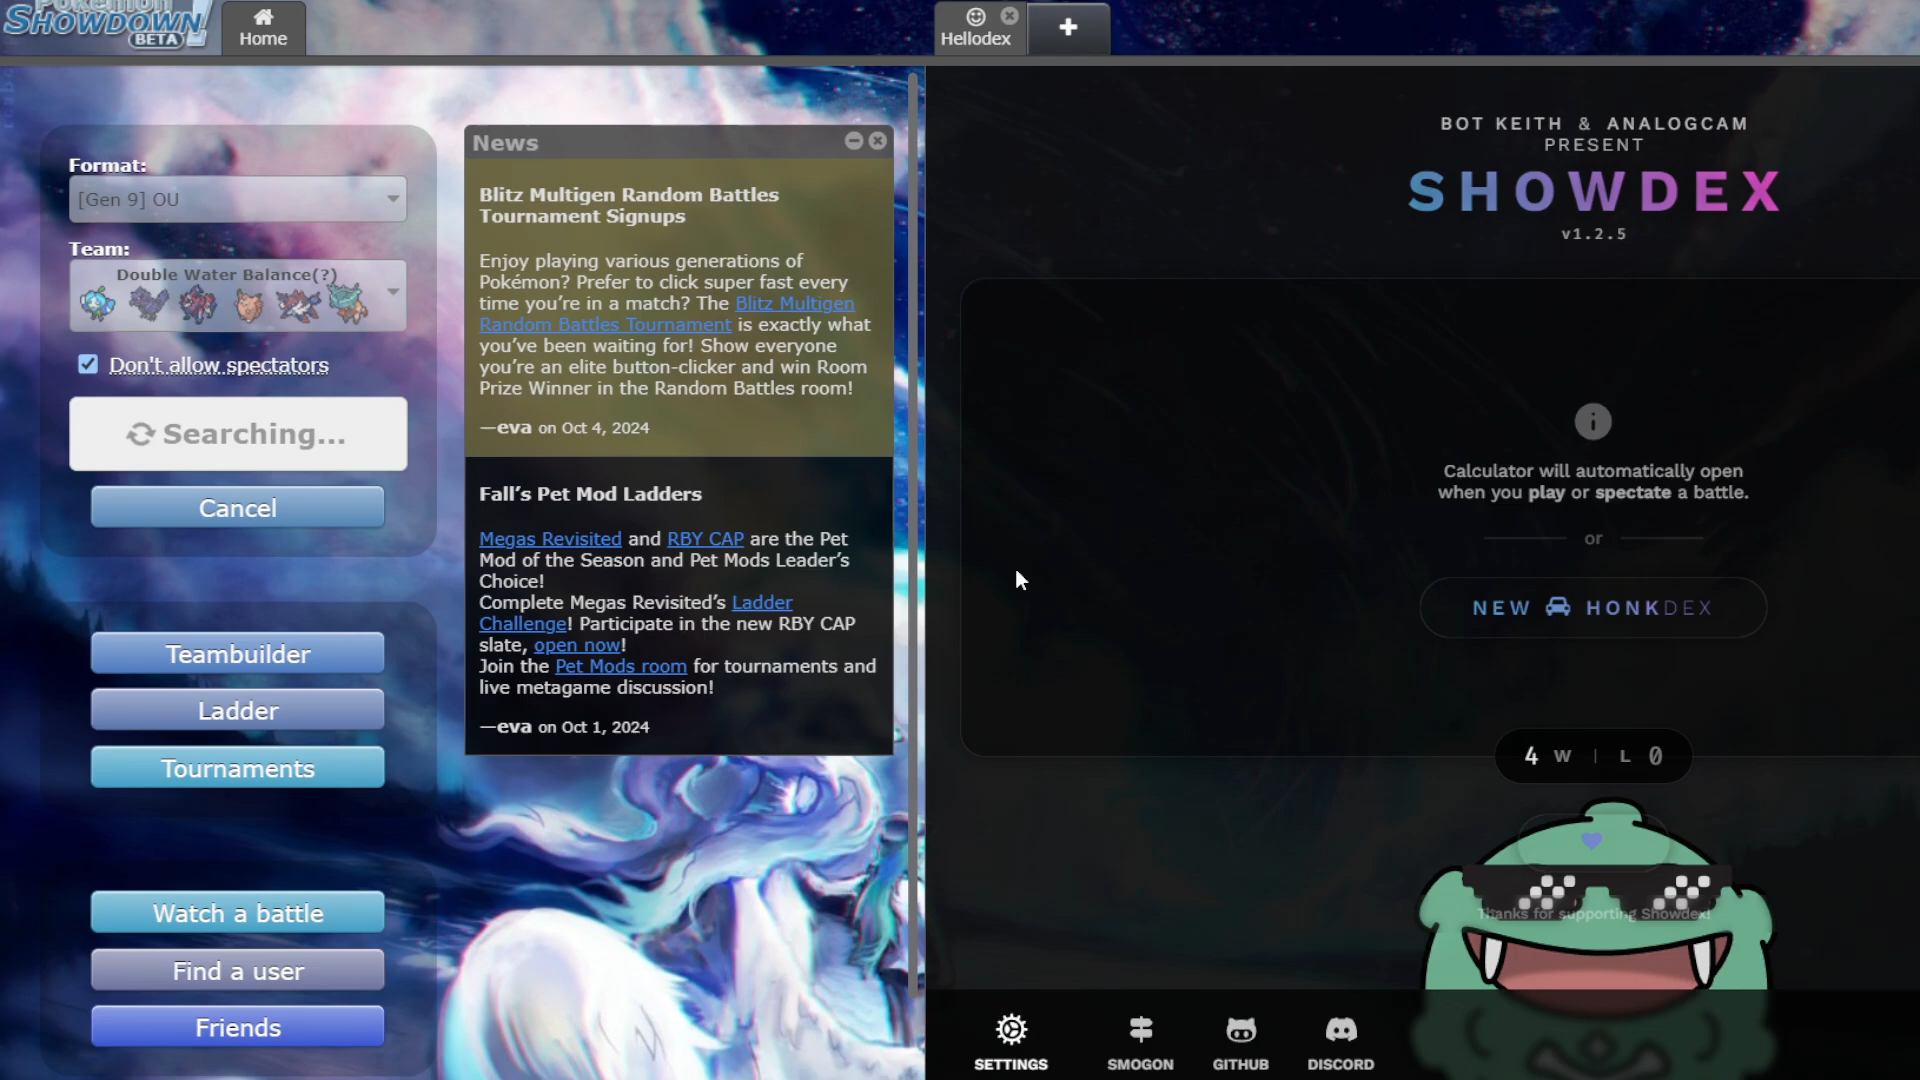 Pokémon
SHOWDOWN!
BETA
Home
Hellodex
Format:
[Gen 9] OU
Team:
Double Water Balance(?)
Don't allow spectators
Searching...
Cancel
Teambuilder
Ladder
Tournaments
Watch a battle
Find a user
Friends
News
Blitz Multigen Random Battles
Tournament Signups
Enjoy playing various generations of
Pokémon? Prefer to click super fast every
time you're in a match? The Blitz Multigen
Random Battles Tournament is exactly what
you've been waiting for! Show everyone
you're an elite button-clicker and win Room
Prize Winner in the Random Battles room!
—eva on Oct 4, 2024
Fall's Pet Mod Ladders
Megas Revisited and RBY CAP are the Pet
Mod of the Season and Pet Mods Leader's
Choice!
Complete Megas Revisited's Ladder
Challenge! Participate in the new RBY CAP
slate, open now!
Join the Pet Mods room for tournaments and
live metagame discussion!
—eva on Oct 1, 2024
BOT KEITH & ANALOGCAM
PRESENT
SHOWDEX
v1.2.5
Calculator will automatically open
when you play or spectate a battle.
or
NEW HONKDEX
4 W | L 0
Thanks for supporting Showdex!
SETTINGS
SMOGON
GITHUB
DISCORD